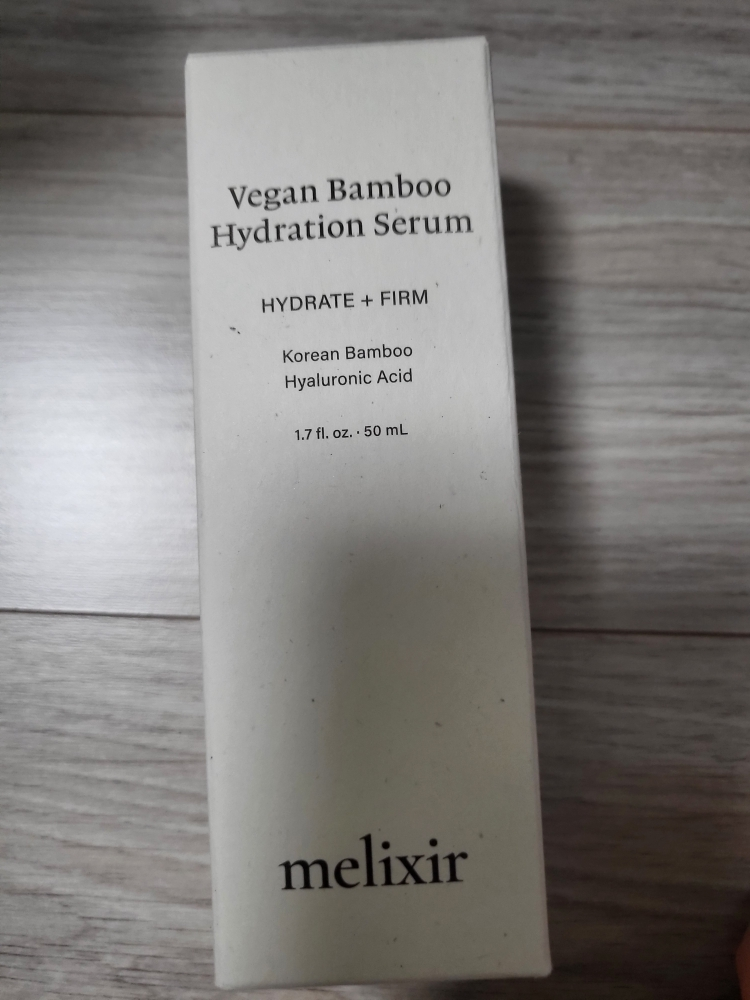 Vegan Bamboo
Hydration Serum
HYDRATE + FIRM
Korean Bamboo
Hyaluronic Acid
1.7 fl. oz. · 50 mL
melixir